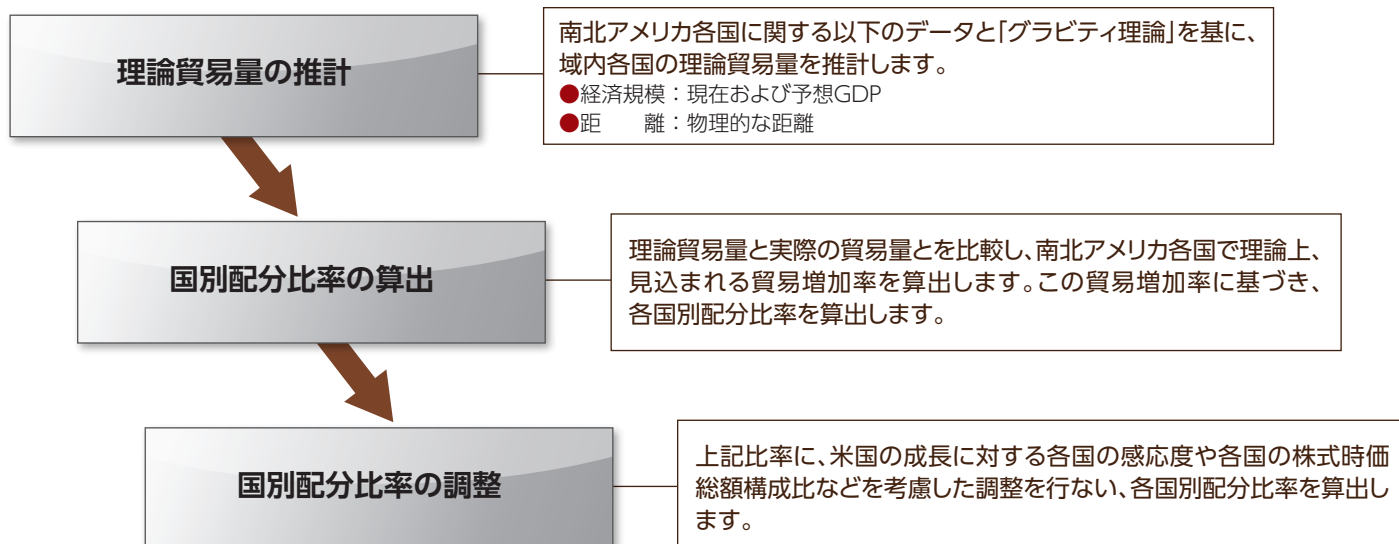 理論貿易量の推計
南北アメリカ各国に関する以下のデータと「グラビティ理論」を基に、
域内各国の理論貿易量を推計します。
●経済規模：現在および予想GDP
●距　　離：物理的な距離
国別配分比率の算出
理論貿易量と実際の貿易量とを比較し、南北アメリカ各国で理論上、
見込まれる貿易増加率を算出します。この貿易増加率に基づき、
各国別配分比率を算出します。
国別配分比率の調整
上記比率に、米国の成長に対する各国の感応度や各国の株式時価
総額構成比などを考慮した調整を行ない、各国別配分比率を算出し
ます。